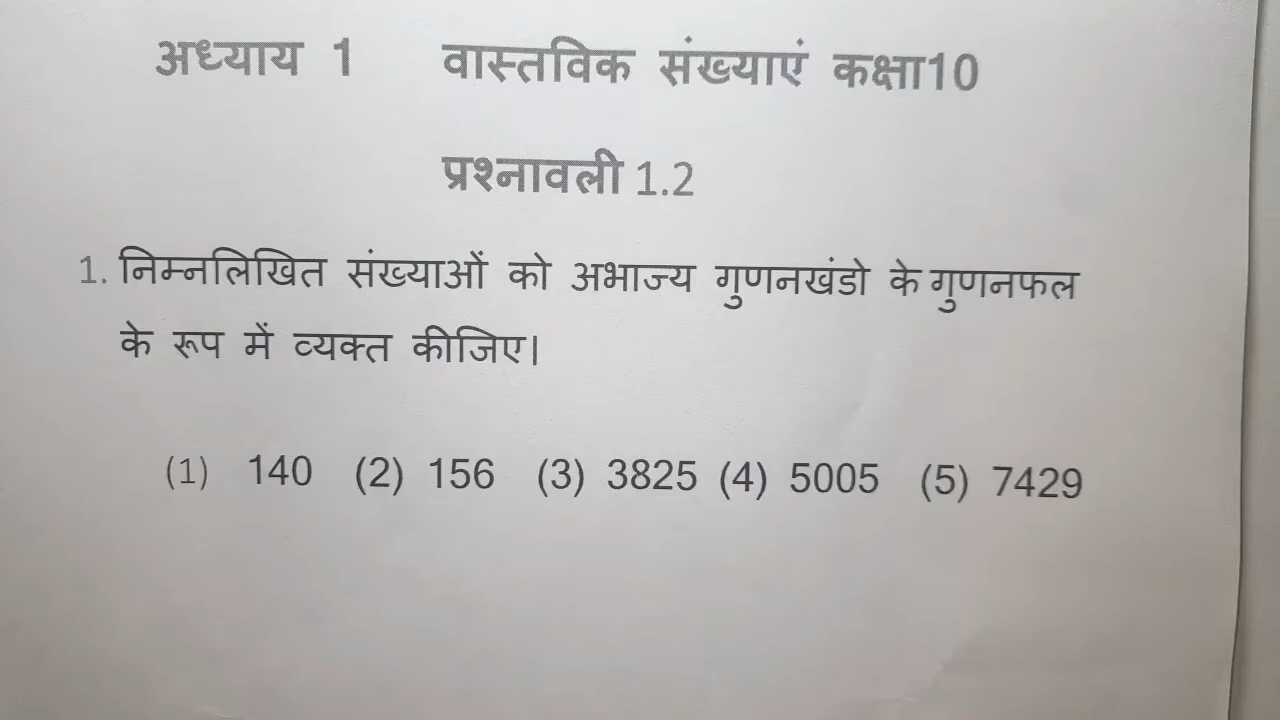 अध्याय 1 वास्तविक संख्याएं कक्षा10
प्रश्नावली 1.2
1. निम्नलिखित संख्याओं को अभाज्य गुणनखंडो के गुणनफल
के रूप में व्यक्त कीजिए।
(1) 140 (2) 156 (3) 3825 (4) 5005 (5) 7429